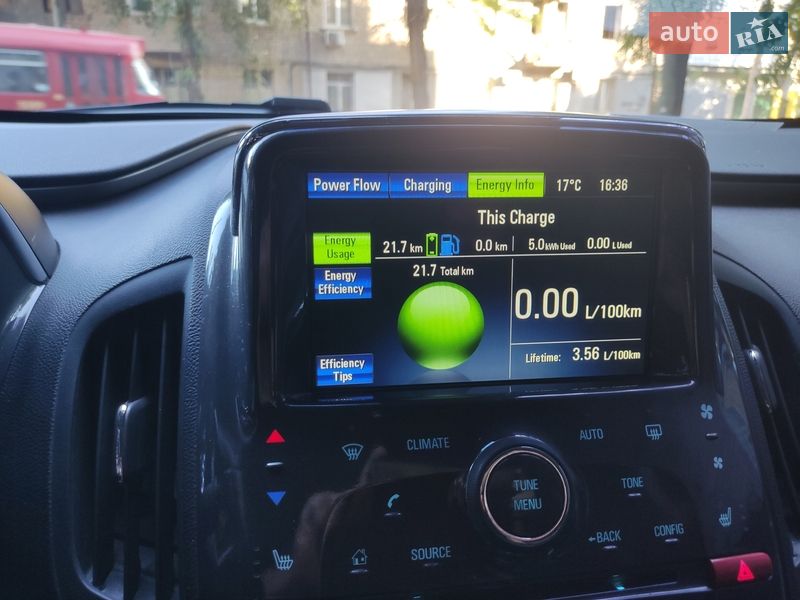 auto RIA .com
Power Flow Charging Energy Info 17°C 16:36
This Charge
Energy Usage
21.7 km 0.0 km 5.0 kWh Used 0.00 L Used
21.7 Total km
Energy Efficiency
0.00 L/100km
Lifetime: 3.56 L/100km
Efficiency Tips
CLIMATE AUTO
TUNE
MENU
TONE
SOURCE ←BACK CONFIG